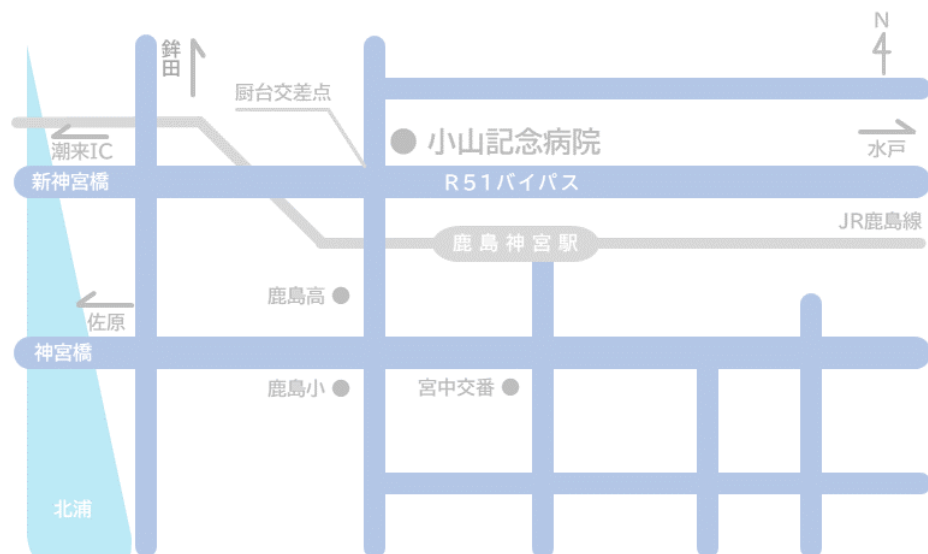 N
鉾田
厨台交差点
小山記念病院
潮来IC
水戸
新神宮橋
R51バイパス
JR鹿島線
鹿島神宮駅
鹿島高
佐原
神宮橋
鹿島小
宮中交番
北浦